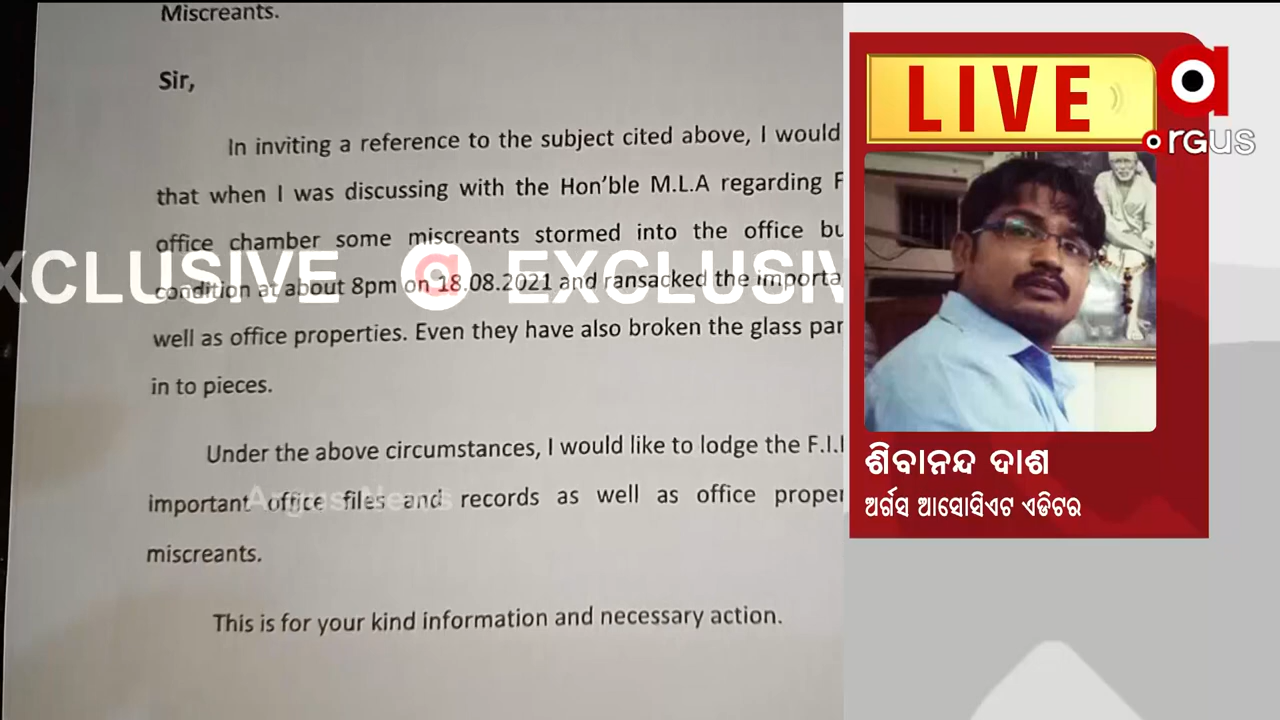 Miscreants.
Sir,
In inviting a reference to the subject cited above, I would
that when I was discussing with the Hon'ble M.L.A regarding
office chamber some miscreants stormed into the office
condition at about 8pm on 18.08.2021 and ransacked the
EXCLUSIVE
well as office properties. Even they have also broken the glass
in to pieces.
Under the above circumstances, I would like to lodge the
important office files and records as well as office
Argus News
miscreants.
This is for your kind information and necessary action.
LIVE
argus
ଶିବାନନ୍ଦ ଦାଶ
ଅର୍ଗସ ଆସୋସିଏଟ ଏଡିଟର